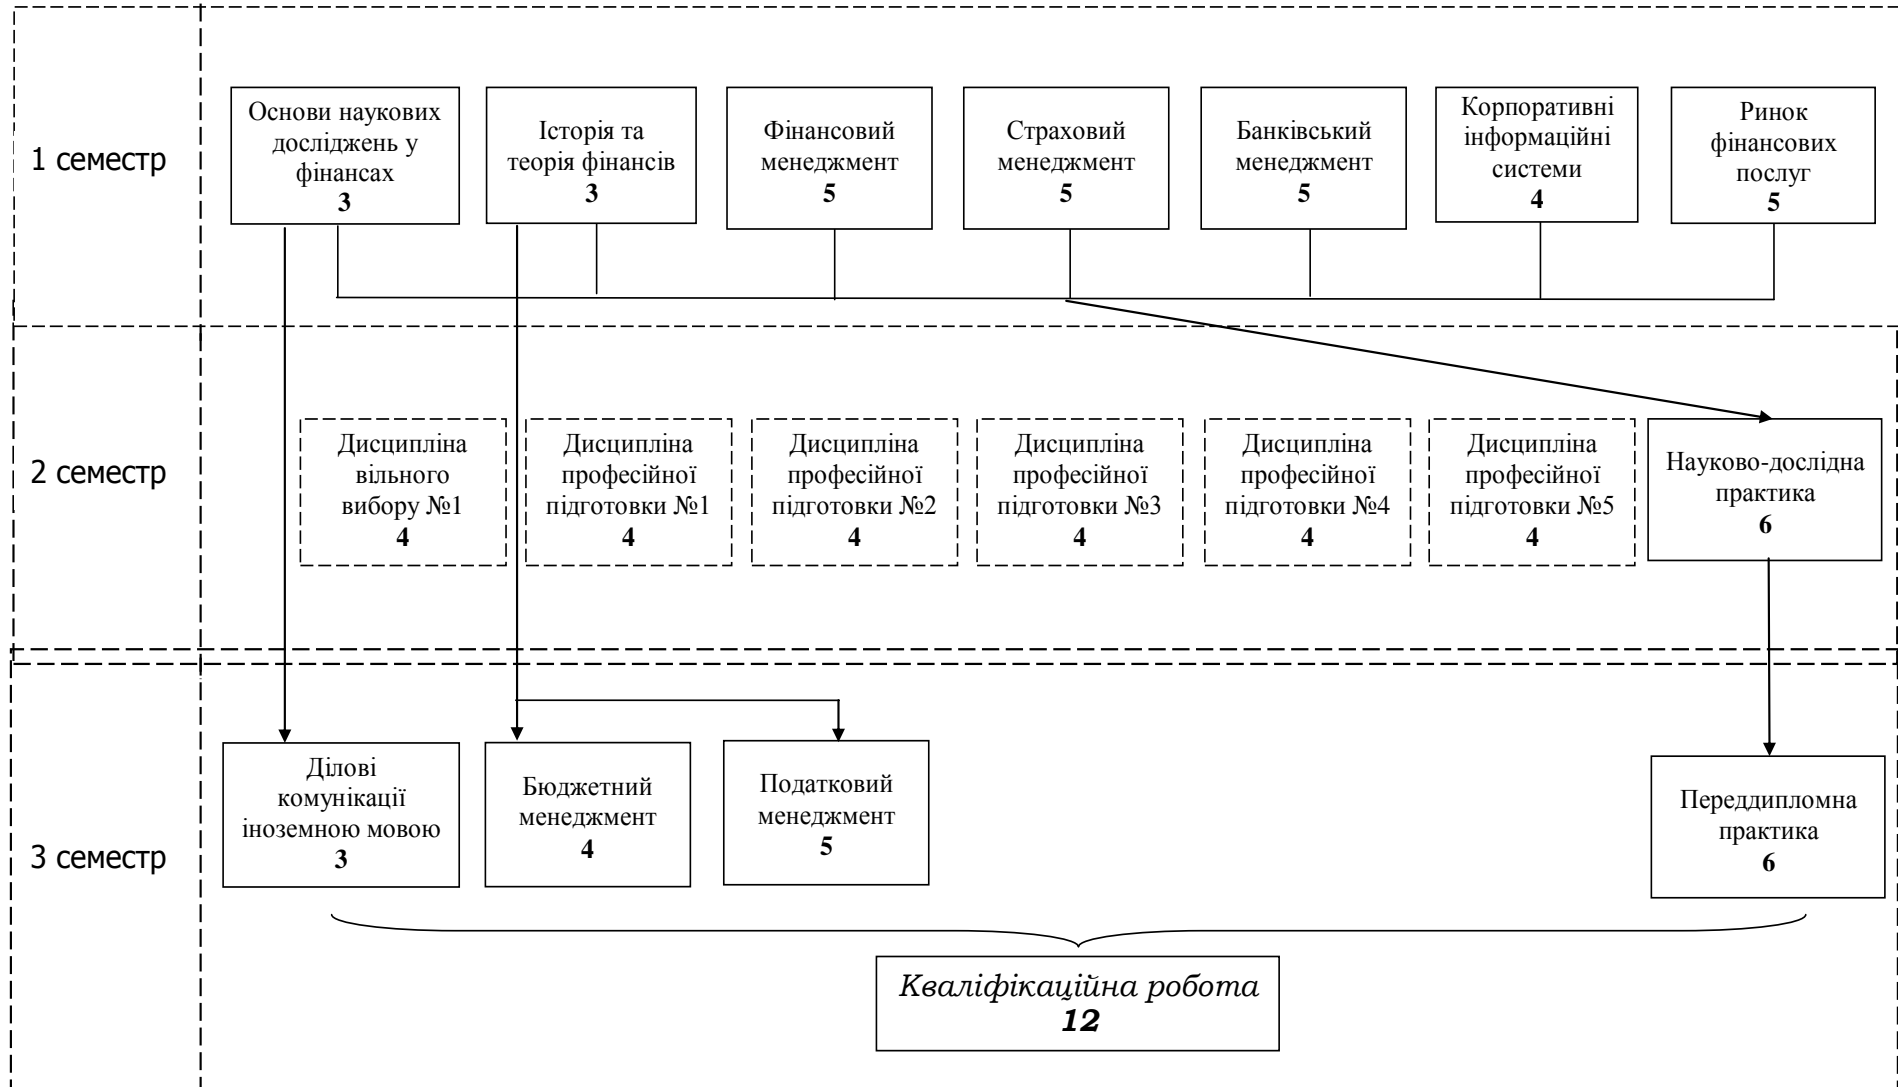 1 семестр
Основи наукових
досліджень у
фінансах
3
Історія та
теорія фінансів
3
Фінансовий
менеджмент
5
Страховий
менеджмент
5
Банківський
менеджмент
5
Корпоративні
інформаційні
системи
4
Ринок
фінансових
послуг
5
2 семестр
Дисципліна
вільного
вибору №1
4
Дисципліна
професійної
підготовки №1
4
Дисципліна
професійної
підготовки №2
4
Дисципліна
професійної
підготовки №3
4
Дисципліна
професійної
підготовки №4
4
Дисципліна
професійної
підготовки №5
4
Науково-дослідна
практика
6
3 семестр
Ділові
комунікації
іноземною мовою
3
Бюджетний
менеджмент
4
Податковий
менеджмент
5
Переддипломна
практика
6
Кваліфікаційна робота
12